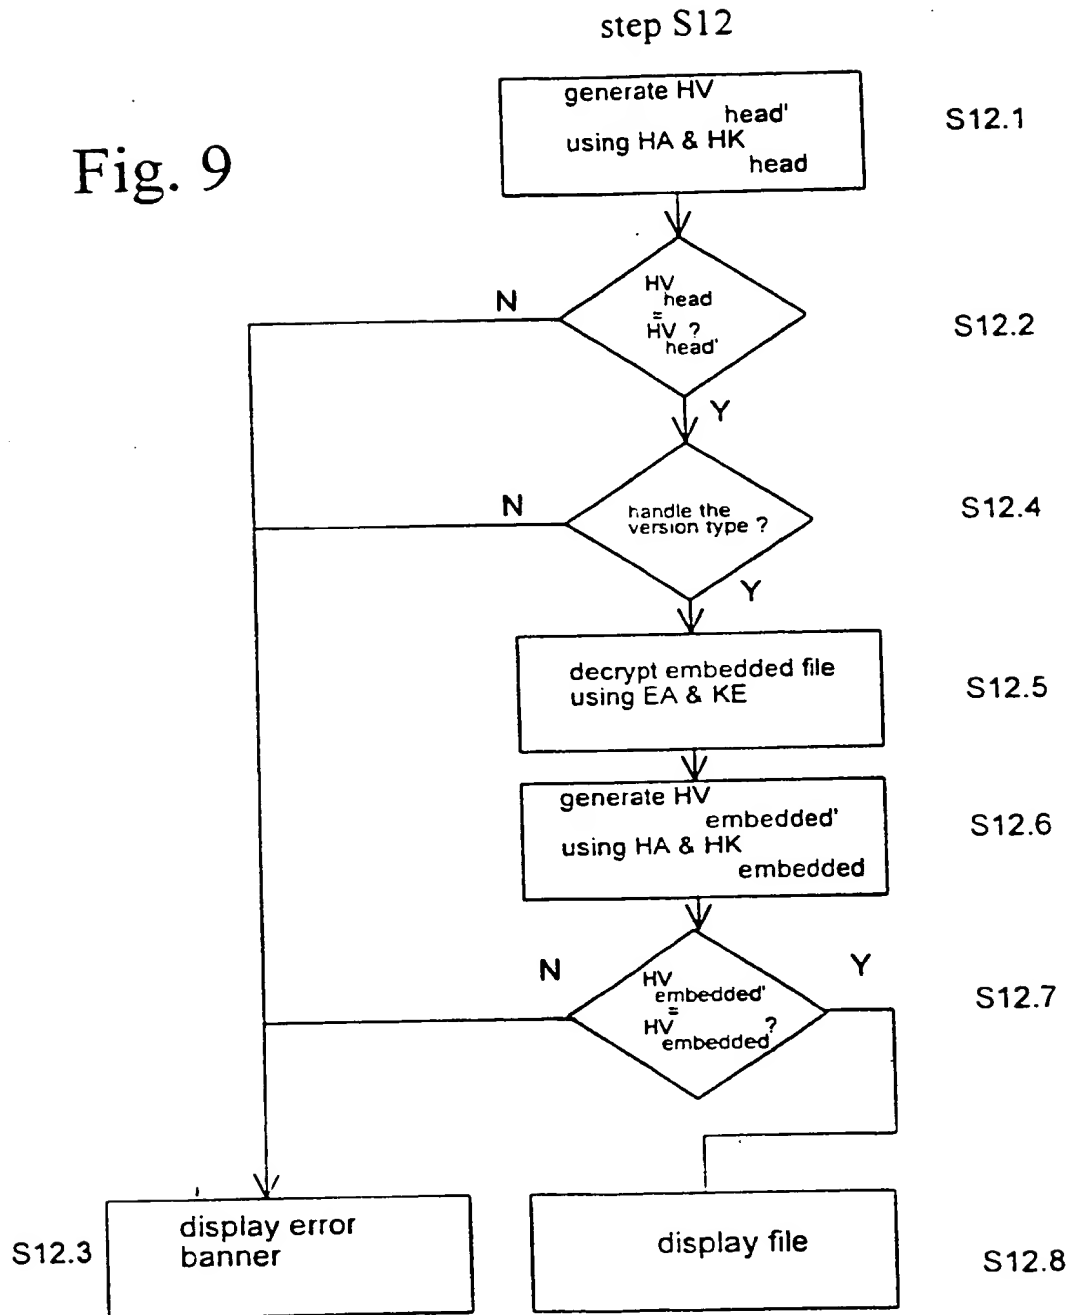 step S12
Fig. 9
generate HV
head'
using HA & HK
head
S12.1
HV
head
=
HV ?
head'
N
Y
S12.2
handle the
version type ?
N
Y
S12.4
decrypt embedded file
using EA & KE
S12.5
generate HV
embedded'
using HA & HK
embedded
S12.6
N
HV
embedded'
=
HV ?
embedded
Y
S12.7
S12.3
display error
banner
display file
S12.8